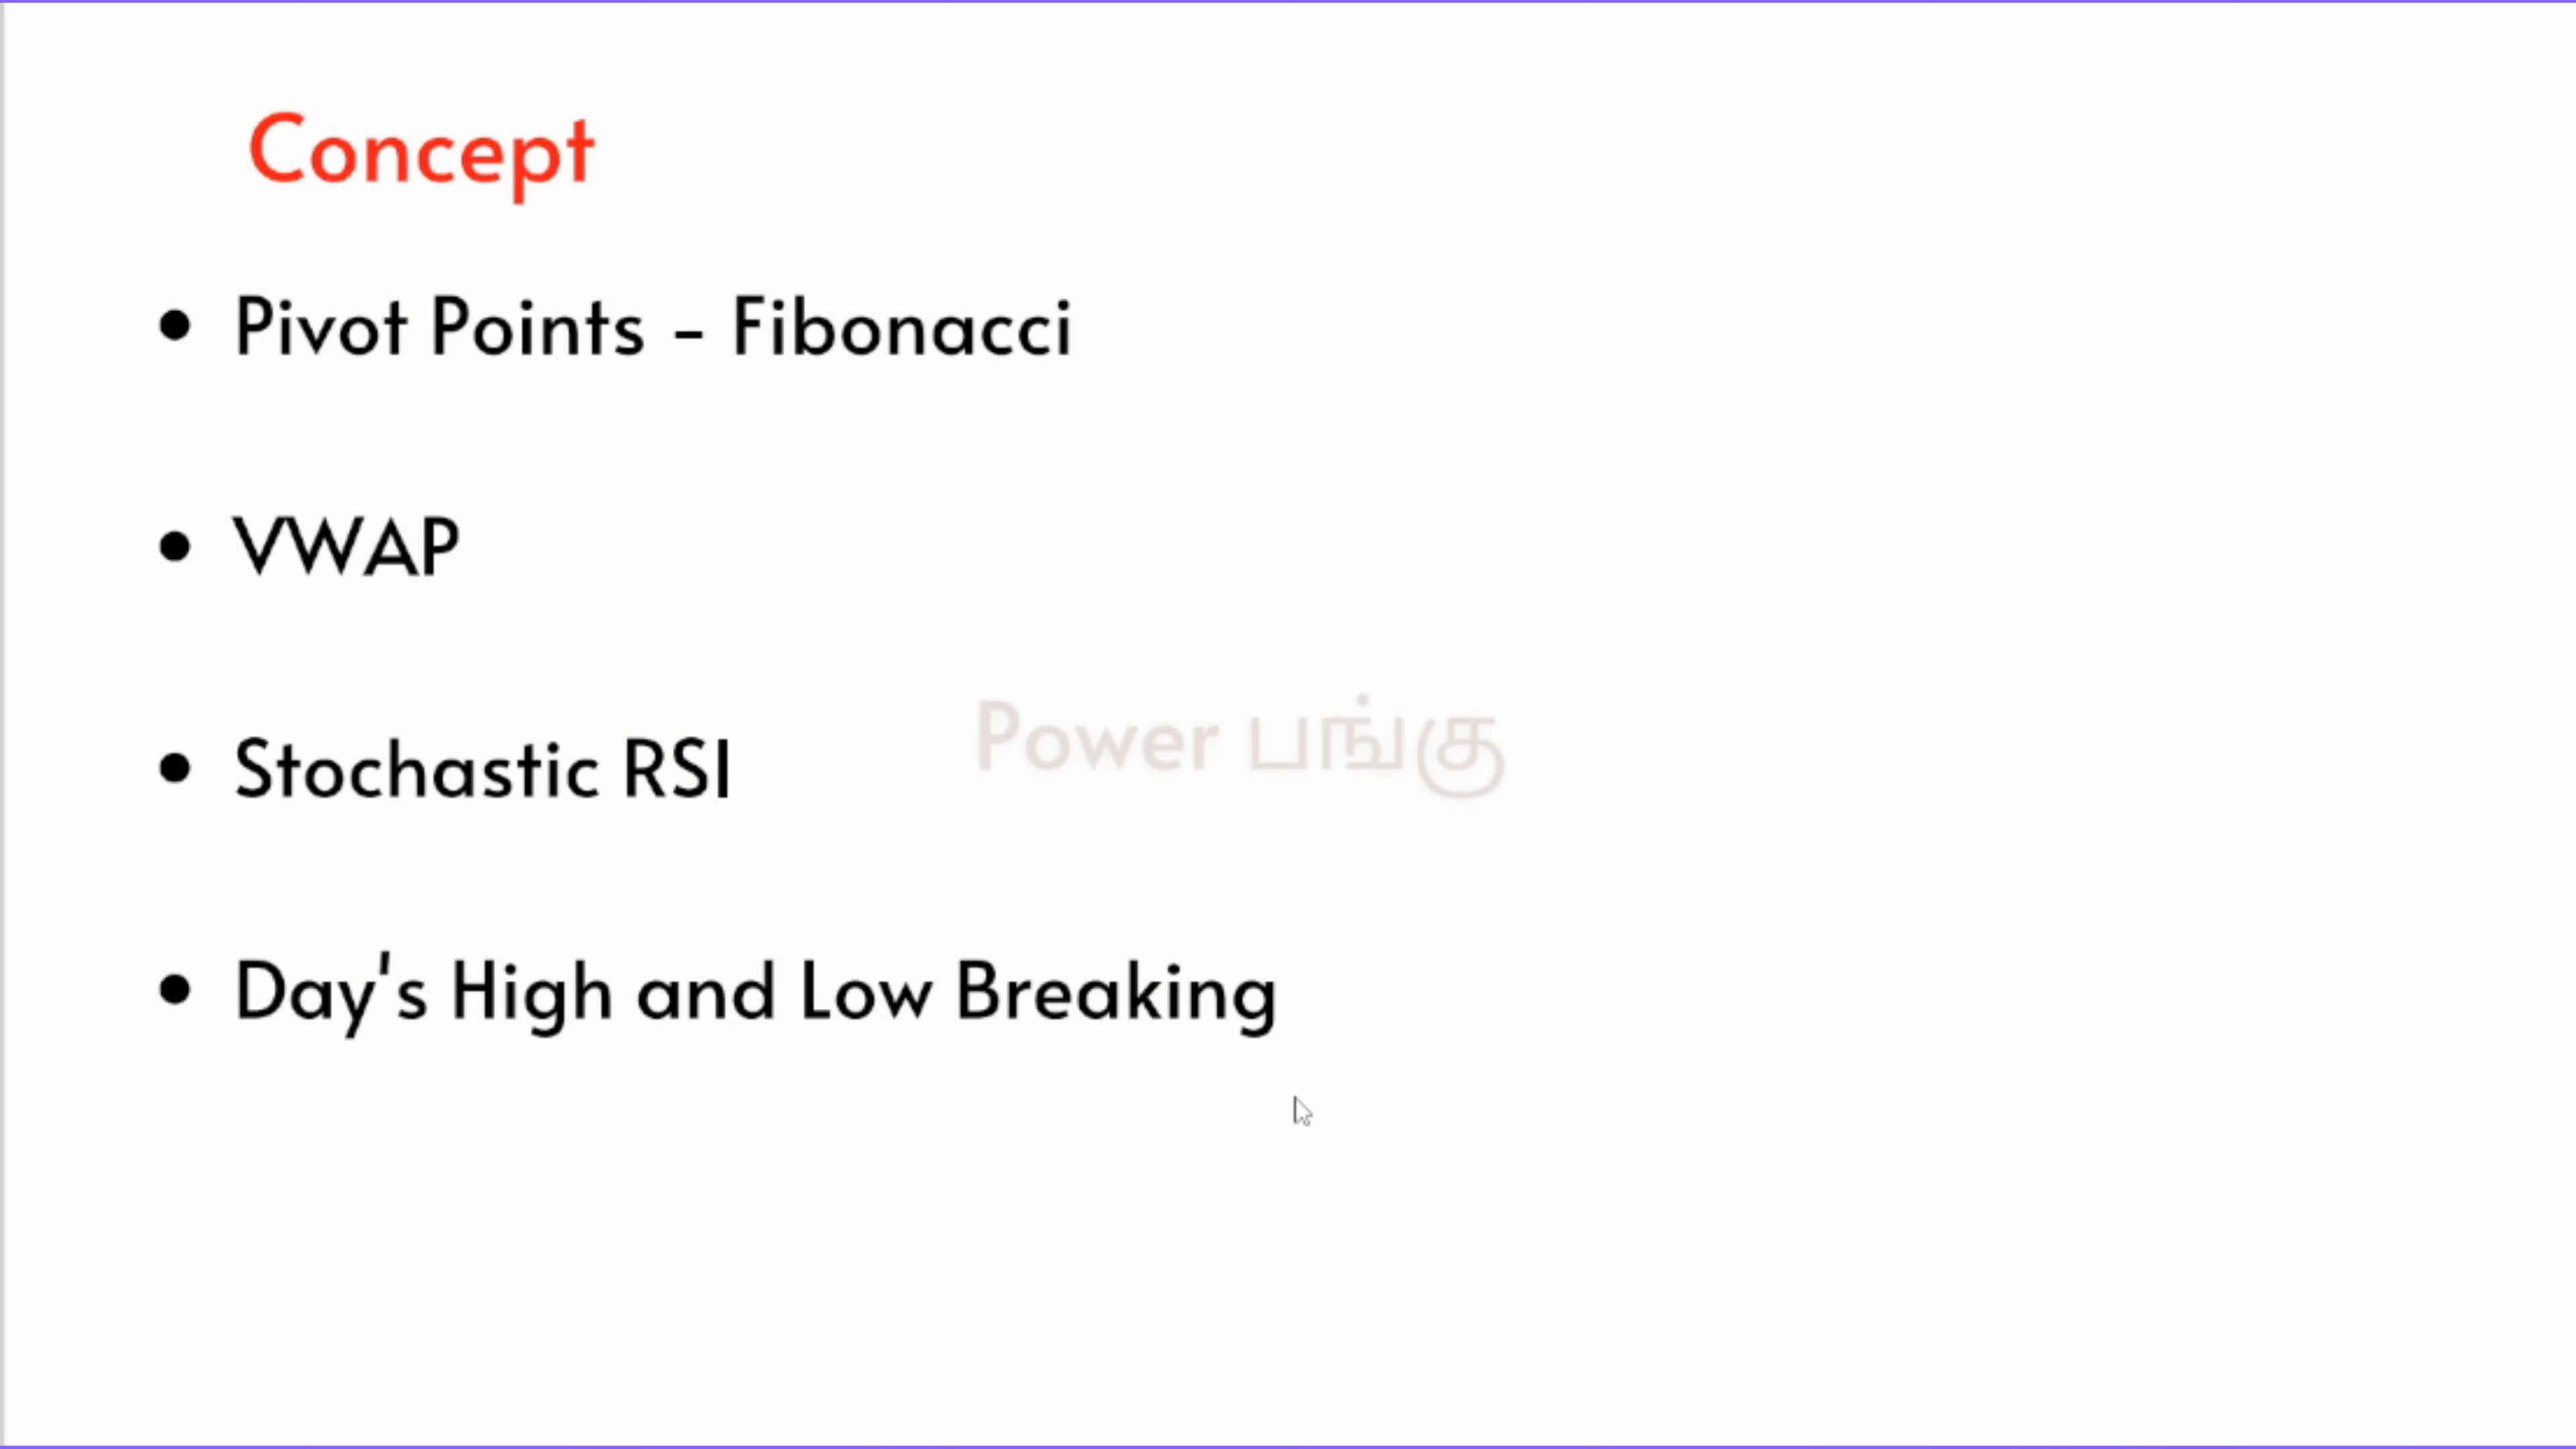 Concept
• Pivot Points - Fibonacci
• VWAP
• Stochastic RSI
Power பங்கு
• Day's High and Low Breaking